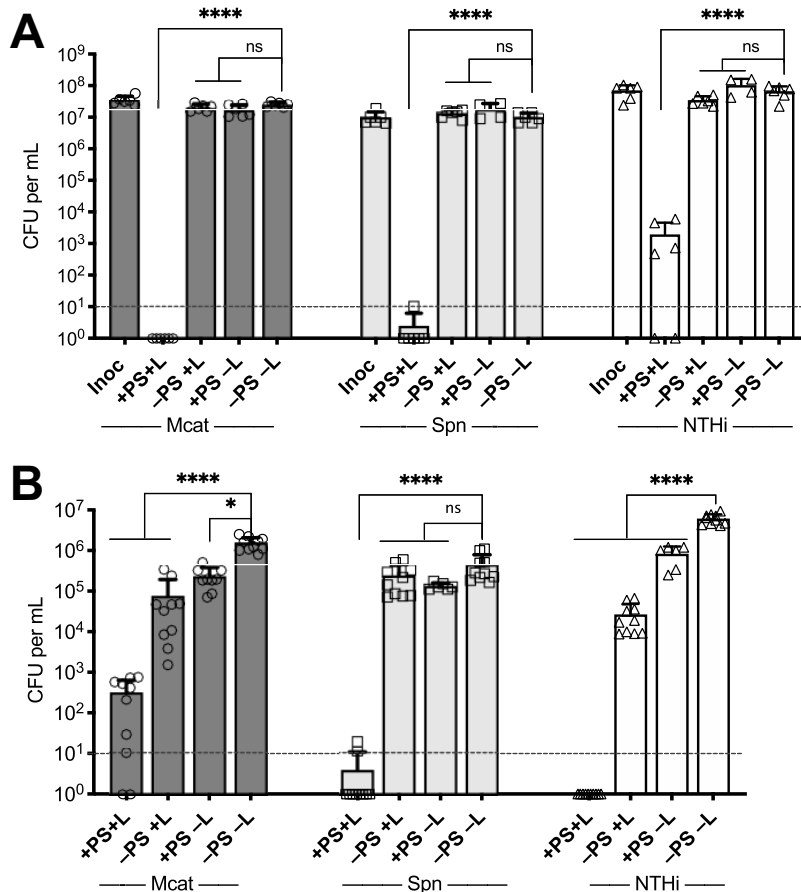 A
**** **** ****
ns ns ns
CFU per mL
10⁹
10⁸
10⁷
10⁶
10⁵
10⁴
10³
10²
10¹
10⁰
Inoc +PS+L –PS +L +PS –L –PS –L Inoc +PS+L –PS +L +PS –L –PS –L Inoc +PS+L –PS +L +PS –L –PS –L
Mcat Spn NTHi
B
**** **** ****
* ns
CFU per mL
10⁷
10⁶
10⁵
10⁴
10³
10²
10¹
10⁰
+PS+L –PS +L +PS –L –PS –L +PS+L –PS +L +PS –L –PS –L +PS+L –PS +L +PS –L –PS –L
Mcat Spn NTHi